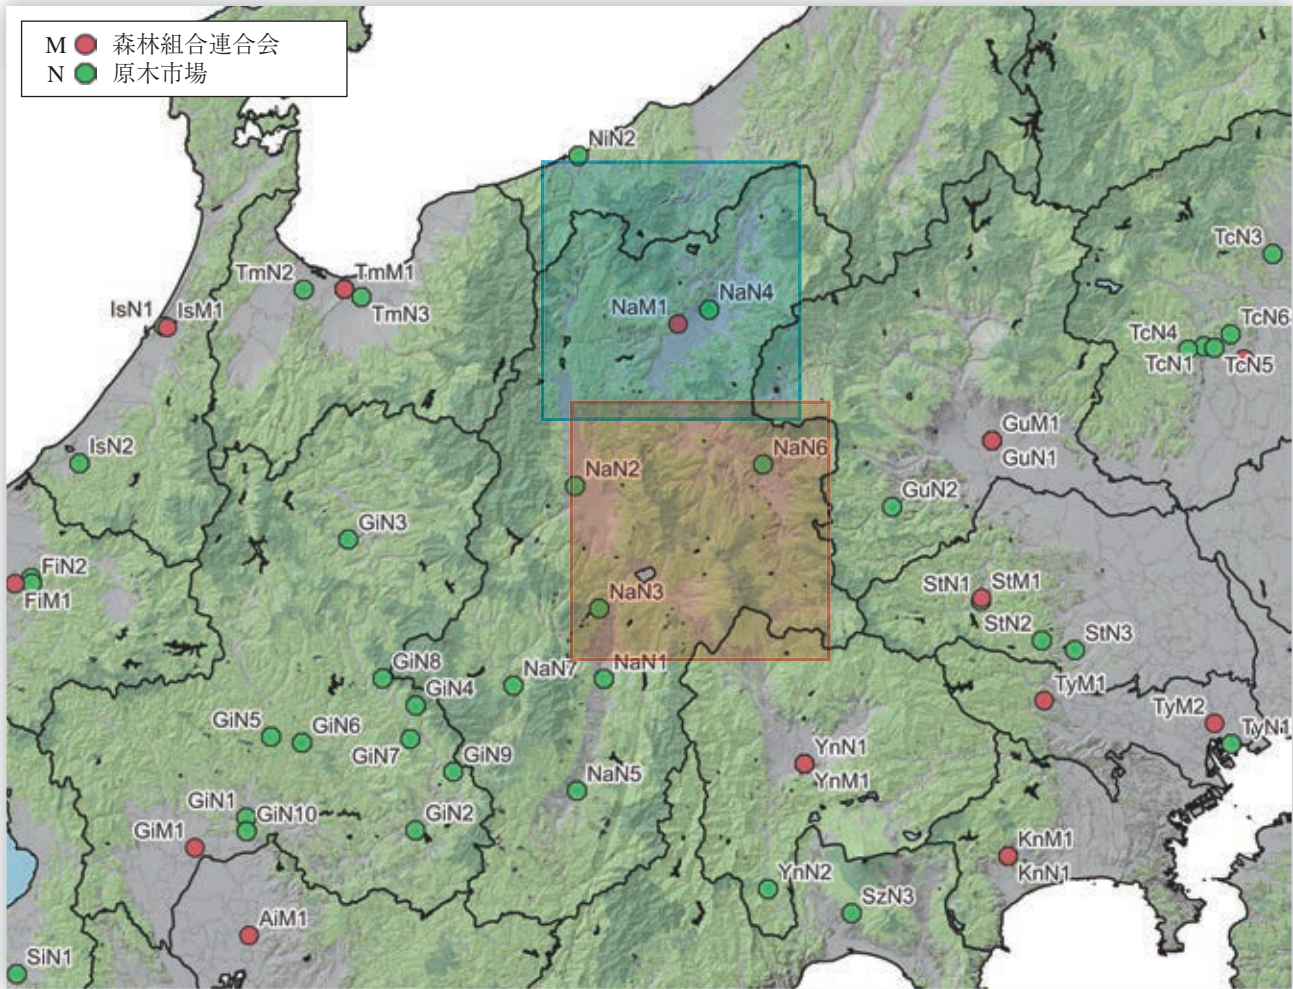 M 森林組合連合会
N 原木市場
NiN2
TcN3
TmN2
TmM1
TmN3
IsN1
IsM1
NaM1
NaN4
TcN6
TcN4
TcN1
TcN5
IsN2
GuM1
GuN1
NaN2
NaN6
GuN2
GiN3
FiN2
FiM1
NaN3
StN1
StM1
StN2
StN3
GiN8
NaN7
NaN1
GiN4
TyM1
GiN5
GiN6
GiN7
TyM2
TyN1
GiN9
YnN1
YnM1
NaN5
GiN1
GiN10
GiN2
GiM1
KnM1
KnN1
YnN2
SzN3
AiM1
SiN1